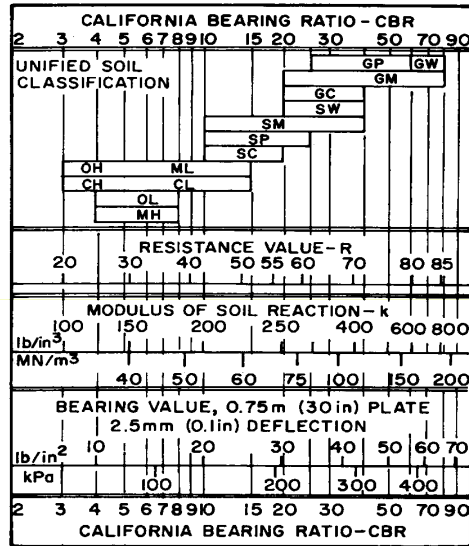 CALIFORNIA BEARING RATIO-CBR
2 3 4 5 6 7 8 9 10 15 20 30 40 50 60 70 90
UNIFIED SOIL CLASSIFICATION
GP GW
GM
GC
SW
SM
SP
SC
OH ML
CH CL
OL
MH
RESISTANCE VALUE-R
20 30 40 50 55 60 70 80 85
MODULUS OF SOIL REACTION-k
100 150 200 250 400 600 800
lb/in³
MN/m³
40 50 60 75 100 150 200
BEARING VALUE, 0.75m (30in) PLATE
2.5mm (0.1in) DEFLECTION
lb/in² 10 20 30 40 50 60 70
kPa 100 200 300 400
2 3 4 5 6 7 8 9 10 15 20 30 40 50 70 90
CALIFORNIA BEARING RATIO-CBR